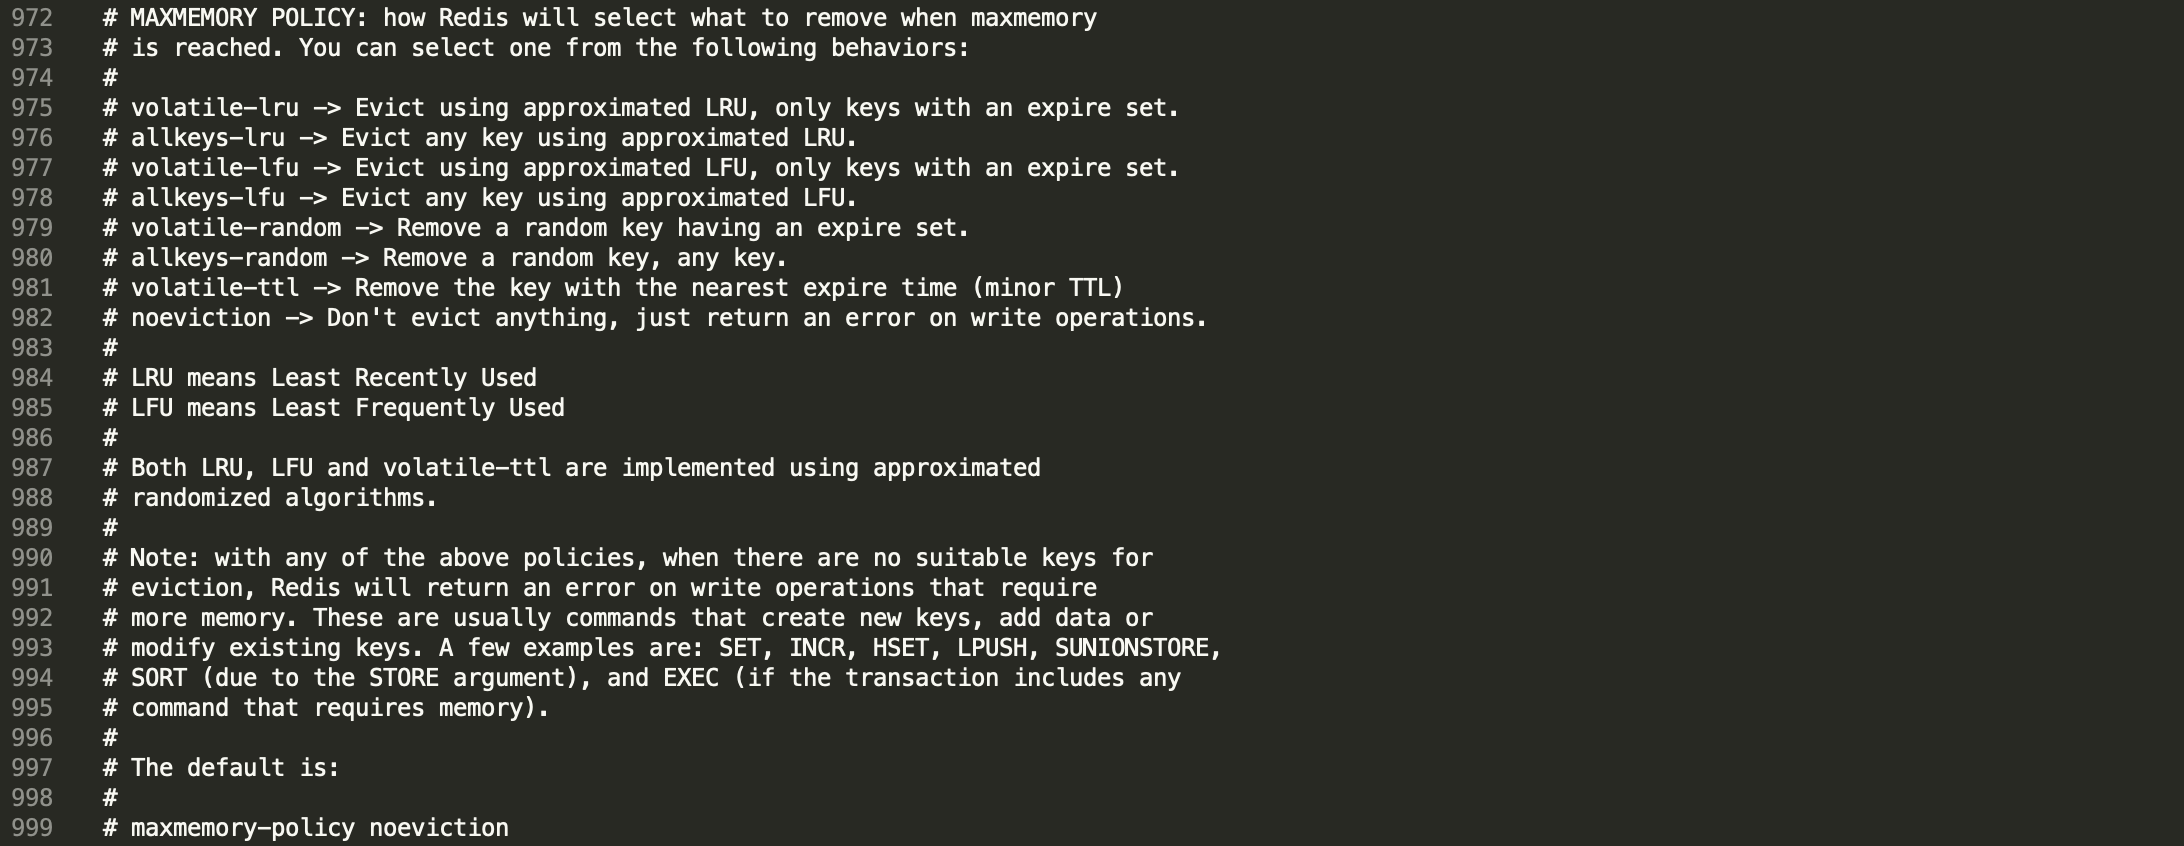 972 # MAXMEMORY POLICY: how Redis will select what to remove when maxmemory
973 # is reached. You can select one from the following behaviors:
974 #
975 # volatile-lru -> Evict using approximated LRU, only keys with an expire set.
976 # allkeys-lru -> Evict any key using approximated LRU.
977 # volatile-lfu -> Evict using approximated LFU, only keys with an expire set.
978 # allkeys-lfu -> Evict any key using approximated LFU.
979 # volatile-random -> Remove a random key having an expire set.
980 # allkeys-random -> Remove a random key, any key.
981 # volatile-ttl -> Remove the key with the nearest expire time (minor TTL)
982 # noeviction -> Don't evict anything, just return an error on write operations.
983 #
984 # LRU means Least Recently Used
985 # LFU means Least Frequently Used
986 #
987 # Both LRU, LFU and volatile-ttl are implemented using approximated
988 # randomized algorithms.
989 #
990 # Note: with any of the above policies, when there are no suitable keys for
991 # eviction, Redis will return an error on write operations that require
992 # more memory. These are usually commands that create new keys, add data or
993 # modify existing keys. A few examples are: SET, INCR, HSET, LPUSH, SUNIONSTORE,
994 # SORT (due to the STORE argument), and EXEC (if the transaction includes any
995 # command that requires memory).
996 #
997 # The default is:
998 #
999 # maxmemory-policy noeviction